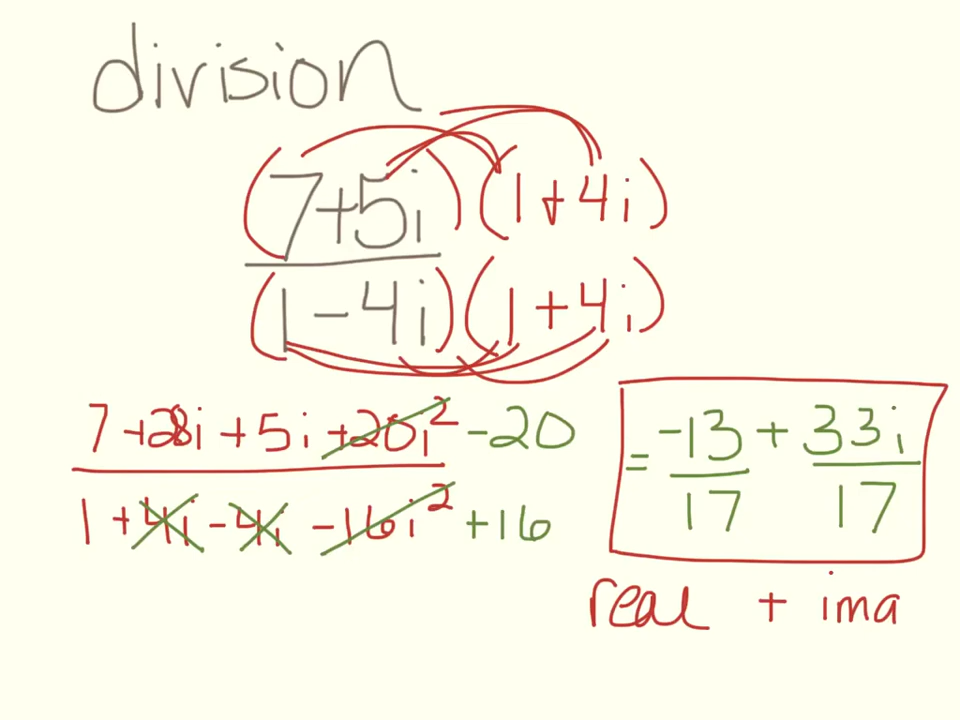 division
(7+5i)(1+4i)
(1-4i)(1+4i)
7+28i+5i+20i² -20
1+4i-4i-16i² +16
= -13/17 + 33i/17
real + ima